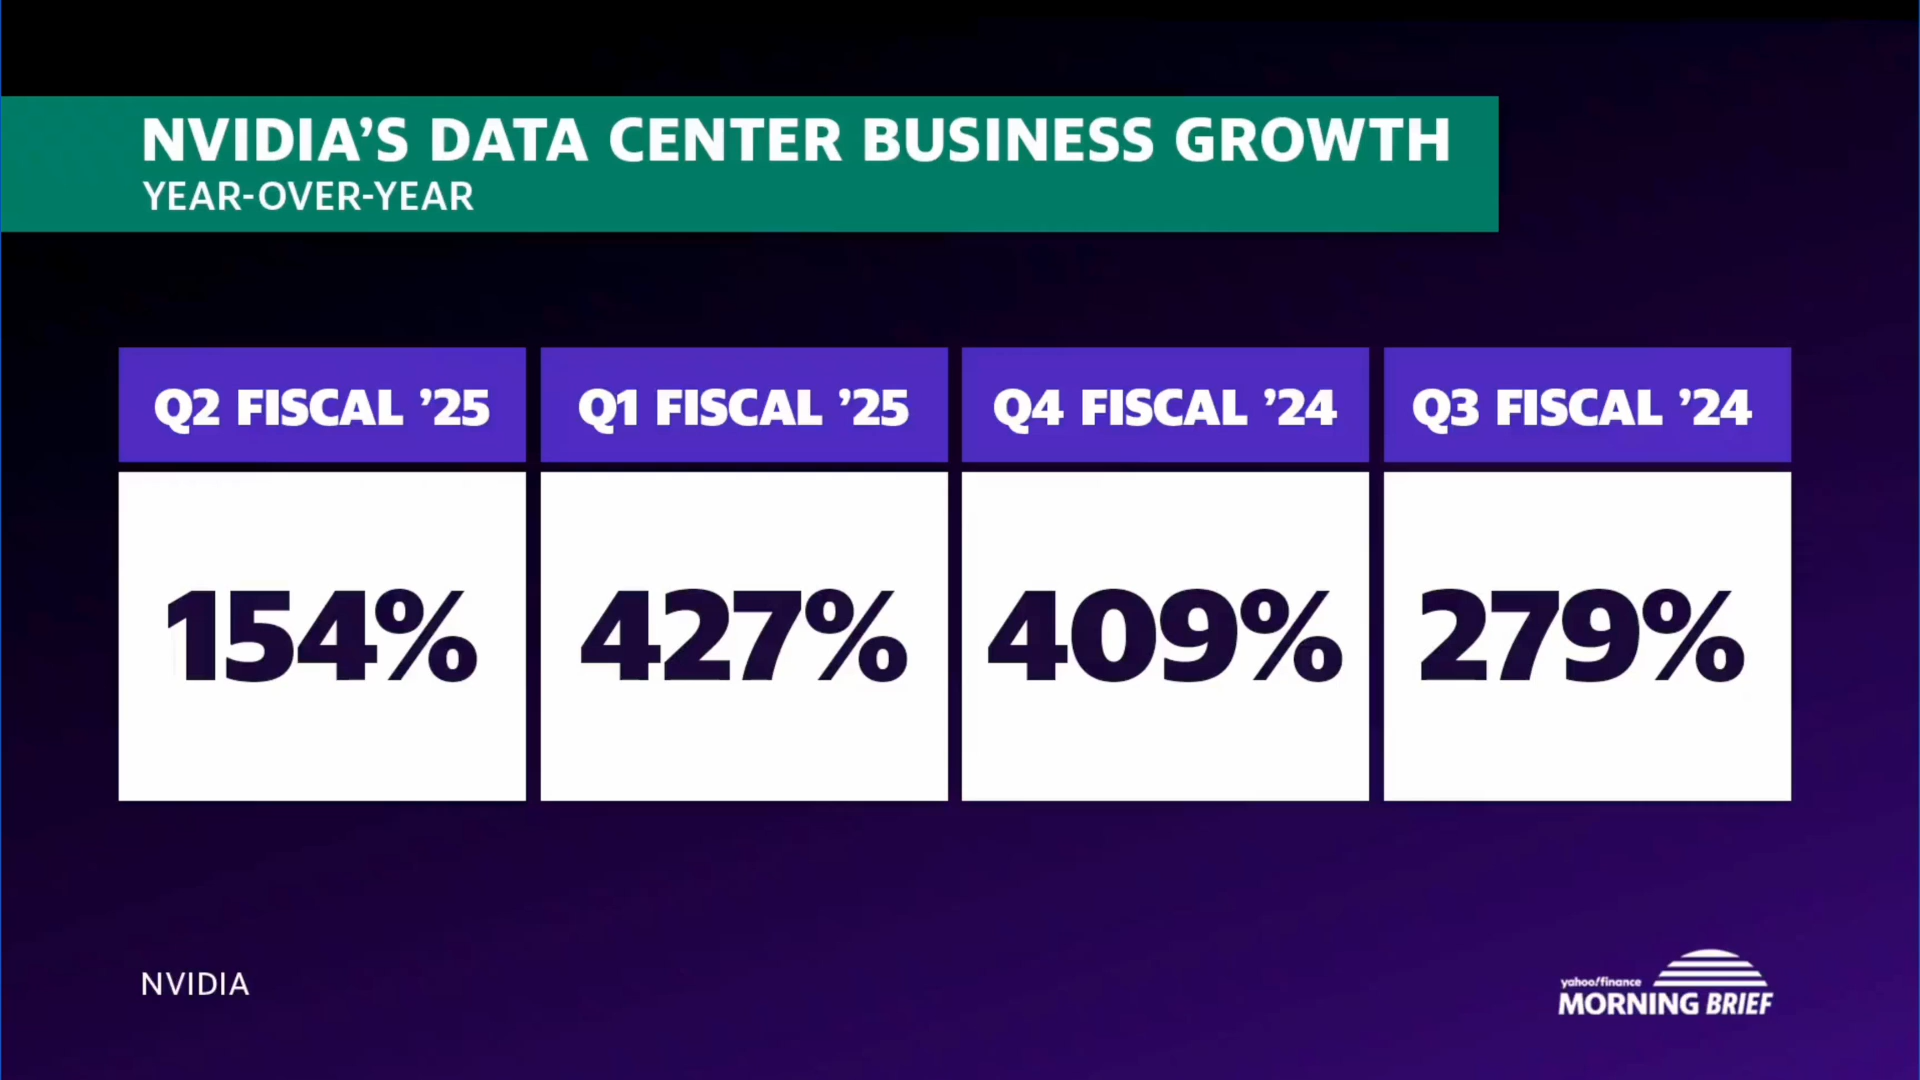 NVIDIA’S DATA CENTER BUSINESS GROWTH
YEAR-OVER-YEAR
Q2 FISCAL ’25
Q1 FISCAL ’25
Q4 FISCAL ’24
Q3 FISCAL ’24
154%
427%
409%
279%
NVIDIA
yahoo!finance
MORNING BRIEF